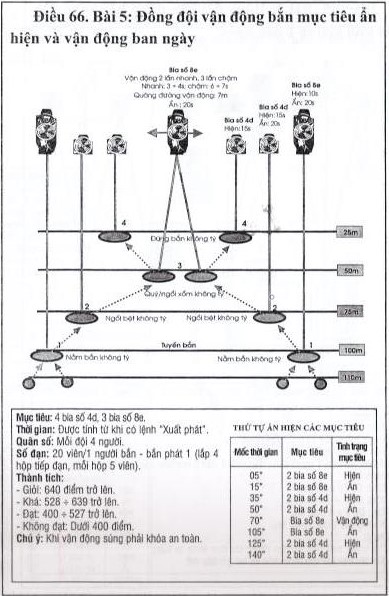 Điều 66. Bài 5: Đồng đội vận động bắn mục tiêu ẩn
hiện và vận động ban ngày
Bia số 8e
Vận động 2 lần nhanh, 3 lần chậm
Nhanh: 3 ÷ 4s; chậm: 6 ÷ 7s
Quãng đường vận động: 7m
Ẩn: 20s
Bia số 8e
Hiện: 10s
Ẩn: 20s
Bia số 4d
Hiện: 15s
Ẩn: 20s
Bia số 4d
Hiện: 15s
4
4
Đứng bắn không tỳ
25m
3
50m
Quỳ/ngồi xổm không tỳ
2
2
75m
Ngồi bệt không tỳ
Ngồi bệt không tỳ
Tuyến bắn
1
1
100m
Nằm bắn không tỳ
Nằm bắn không tỳ
110m
Mục tiêu: 4 bia số 4d, 3 bia số 8e.
Thời gian: Được tính từ khi có lệnh "Xuất phát".
Quân số: Mỗi đội 4 người.
Số đạn: 20 viên/1 người bắn - bắn phát 1 (lắp 4
hộp tiếp đạn, mỗi hộp 5 viên).
Thành tích:
- Giỏi: 640 điểm trở lên.
- Khá: 528 ÷ 639 trở lên.
- Đạt: 400 ÷ 527 trở lên.
- Không đạt: Dưới 400 điểm.
Chú ý: Khi vận động súng phải khóa an toàn.
THỨ TỰ ẨN HIỆN CÁC MỤC TIÊU
Mốc thời gian Mục tiêu Tình trạng mục tiêu
05" 2 bia số 8e Hiện
15" 2 bia số 8e Ẩn
35" 2 bia số 4d Hiện
50" 2 bia số 4d Ẩn
70" Bia số 8e Vận động
105" Bia số 8e Ẩn
125" 2 bia số 4d Hiện
140" 2 bia số 4d Ẩn